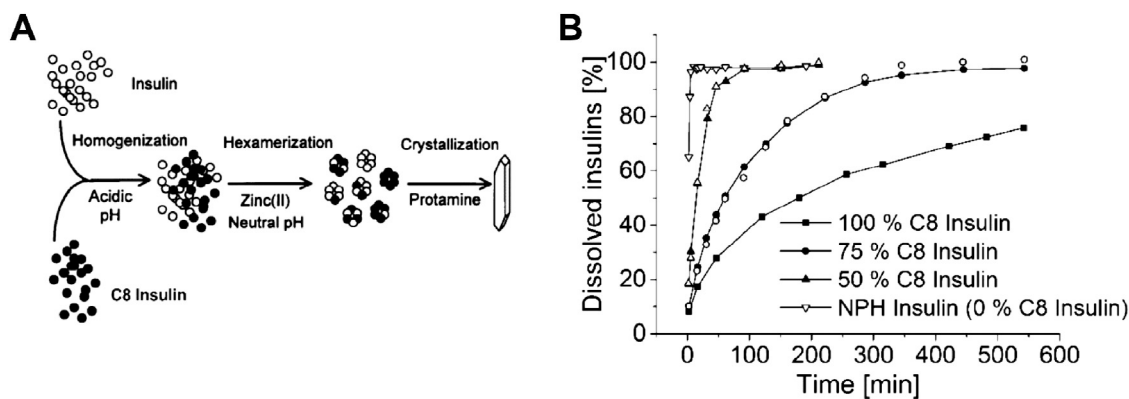 A
Insulin
Homogenization
Hexamerization
Crystallization
Acidic
pH
Zinc(II)
Neutral pH
Protamine
C8 Insulin
B
Dissolved insulins [%]
100
80
60
40
20
0
100 % C8 Insulin
75 % C8 Insulin
50 % C8 Insulin
NPH Insulin (0 % C8 Insulin)
0 100 200 300 400 500 600
Time [min]